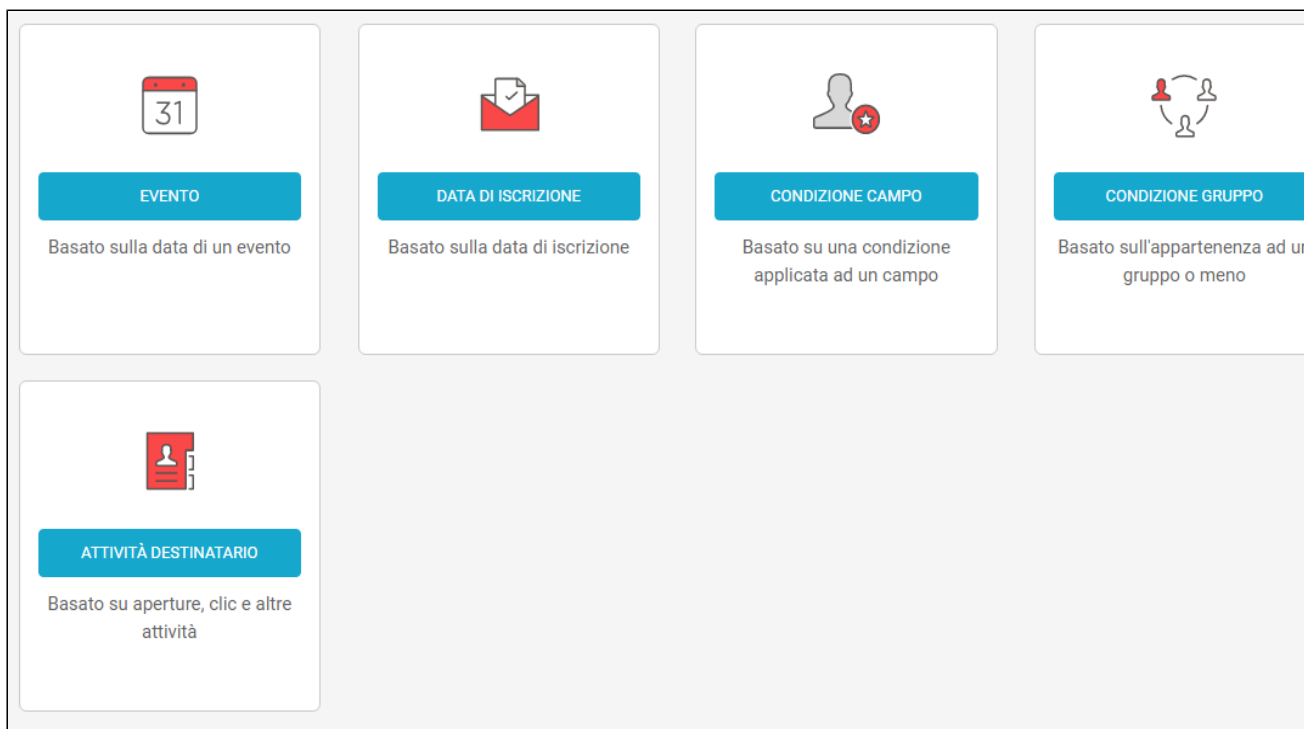 31
EVENTO
Basato sulla data di un evento
DATA DI ISCRIZIONE
Basato sulla data di iscrizione
CONDIZIONE CAMPO
Basato su una condizione
applicata ad un campo
CONDIZIONE GRUPPO
Basato sull'appartenenza ad
gruppo o meno
ATTIVITÀ DESTINATARIO
Basato su aperture, clic e altre
attività